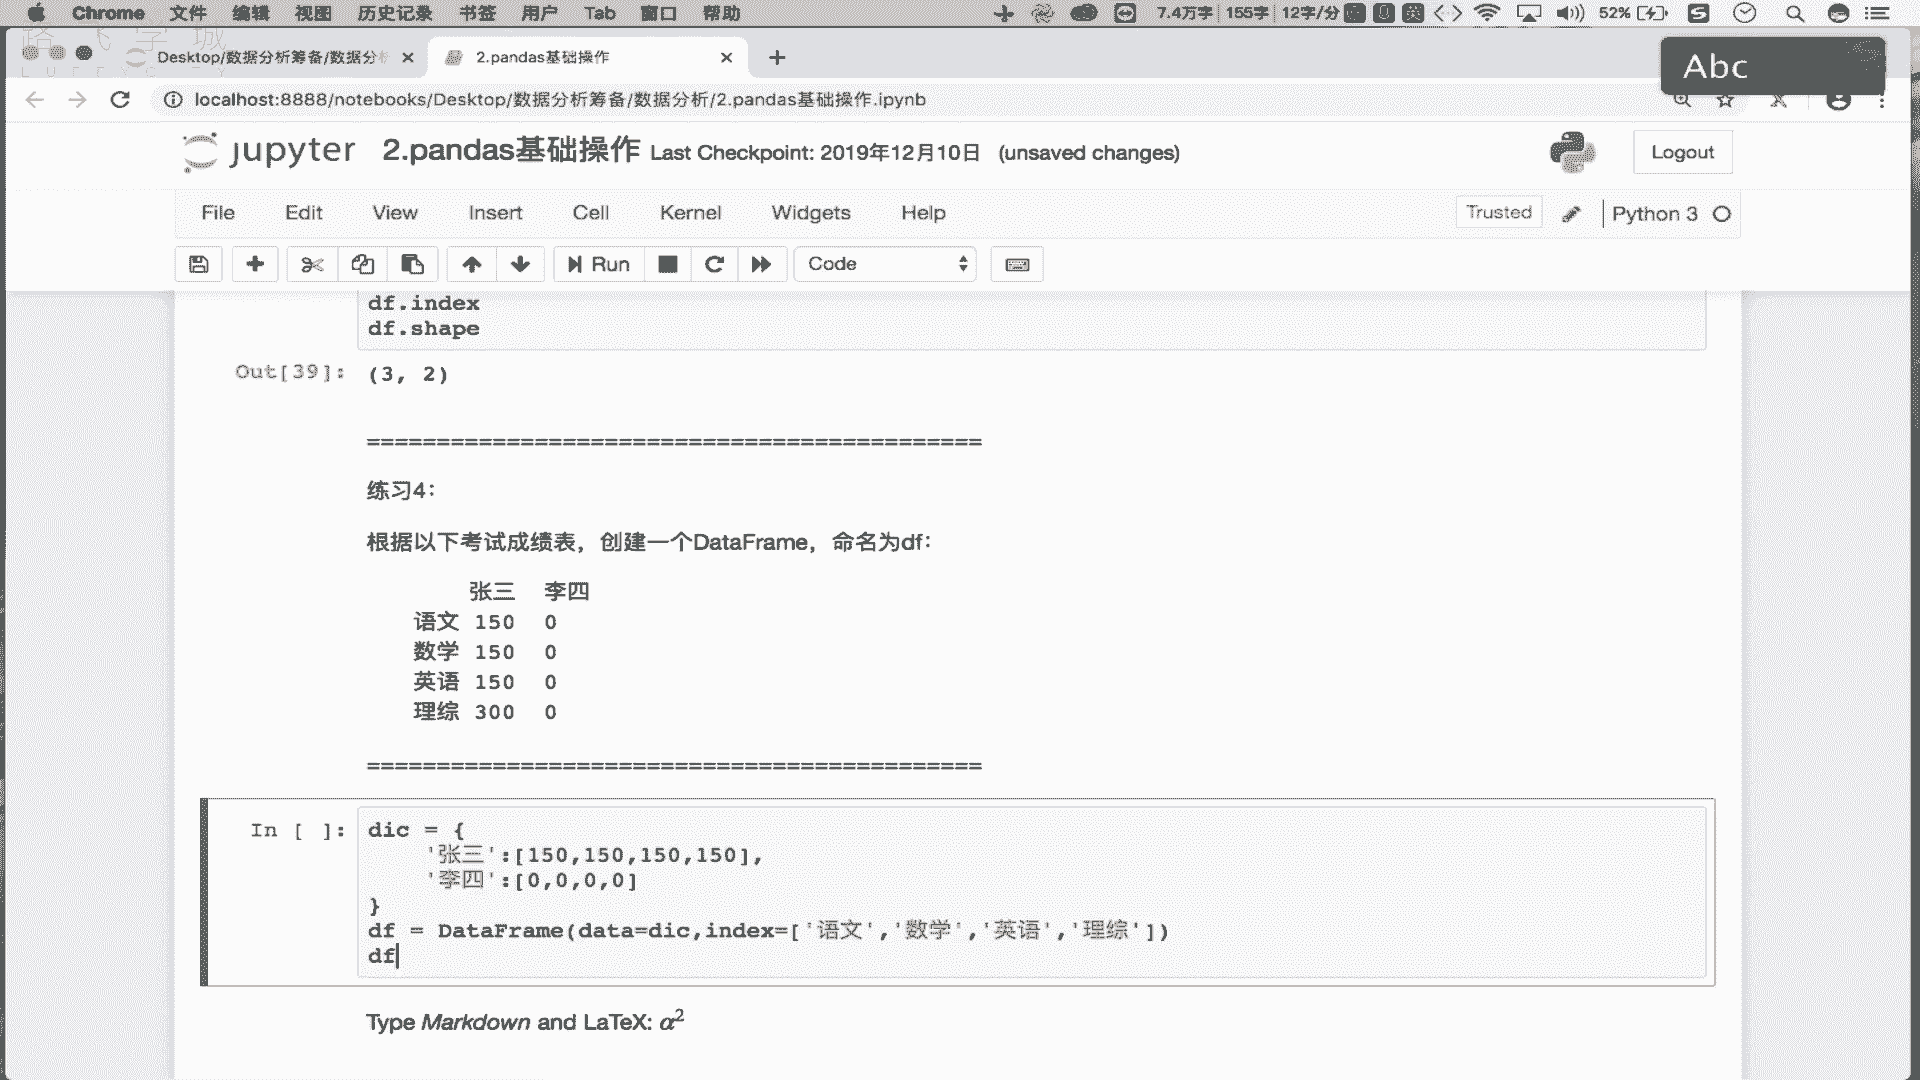 Chrome 文件 编辑 视图 历史记录 书签 用户 Tab 窗口 帮助 7.4万字 155字 12字/分 英 52%
路飞学城
Desktop/数据分析筹备/数据分析 2.pandas基础操作
Abc
localhost:8888/notebooks/Desktop/数据分析筹备/数据分析/2.pandas基础操作.ipynb
jupyter 2.pandas基础操作 Last Checkpoint: 2019年12月10日 (unsaved changes) Logout
File Edit View Insert Cell Kernel Widgets Help Trusted Python 3
Run Code
df.index
df.shape
Out[39]: (3, 2)
============================================
练习4：
根据以下考试成绩表，创建一个DataFrame，命名为df：
张三 李四
语文 150 0
数学 150 0
英语 150 0
理综 300 0
============================================
In [ ]: dic = {
'张三':[150,150,150,150],
'李四':[0,0,0,0]
}
df = DataFrame(data=dic,index=['语文','数学','英语','理综'])
df
Type Markdown and LaTeX: α²